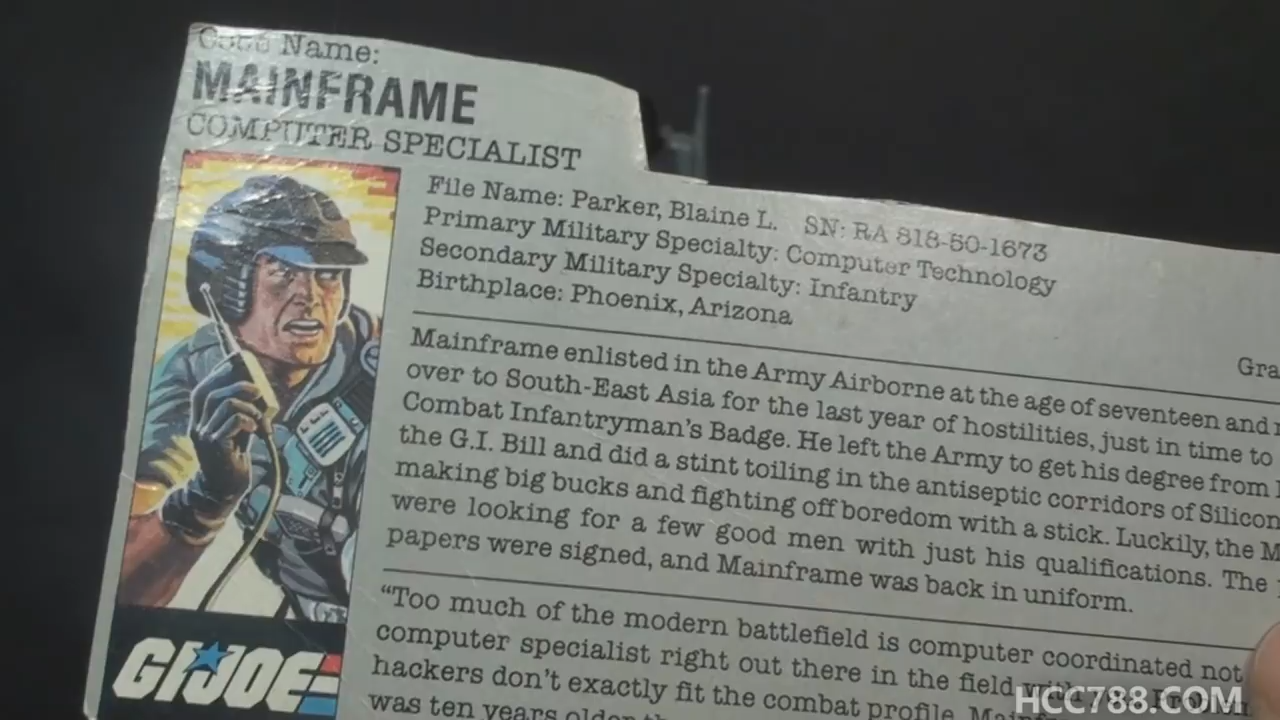 Code Name:
MAINFRAME
COMPUTER SPECIALIST
File Name: Parker, Blaine L. SN: RA 818-50-1673
Primary Military Specialty: Computer Technology
Secondary Military Specialty: Infantry
Birthplace: Phoenix, Arizona
Gra
Mainframe enlisted in the Army Airborne at the age of seventeen and
over to South-East Asia for the last year of hostilities, just in time to
Combat Infantryman's Badge. He left the Army to get his degree from
the G.I. Bill and did a stint toiling in the antiseptic corridors of Silicon
making big bucks and fighting off boredom with a stick. Luckily, the M
were looking for a few good men with just his qualifications. The
papers were signed, and Mainframe was back in uniform.
"Too much of the modern battlefield is computer coordinated not
computer specialist right out there in the field
hackers don't exactly fit the combat profile.
was ten years older
GI JOE
HCC788.COM